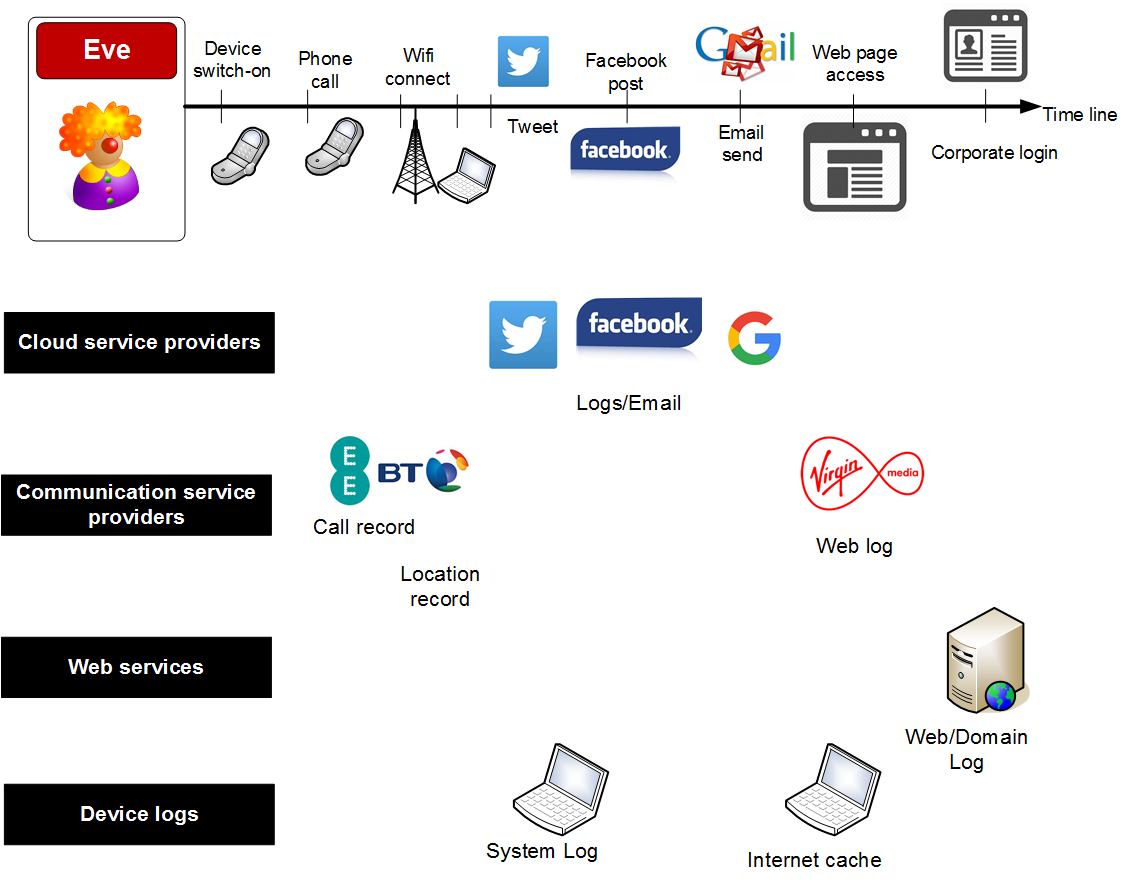 Eve
Device
switch-on
Phone
call
Wifi
connect
Tweet
Facebook
post
facebook.
Gmail
Email
send
Web page
access
Corporate login
Time line
Cloud service providers
facebook.
G
Logs/Email
Communication service
providers
EE
BT
Call record
Location
record
Virgin
media
Web log
Web services
Web/Domain
Log
Device logs
System Log
Internet cache